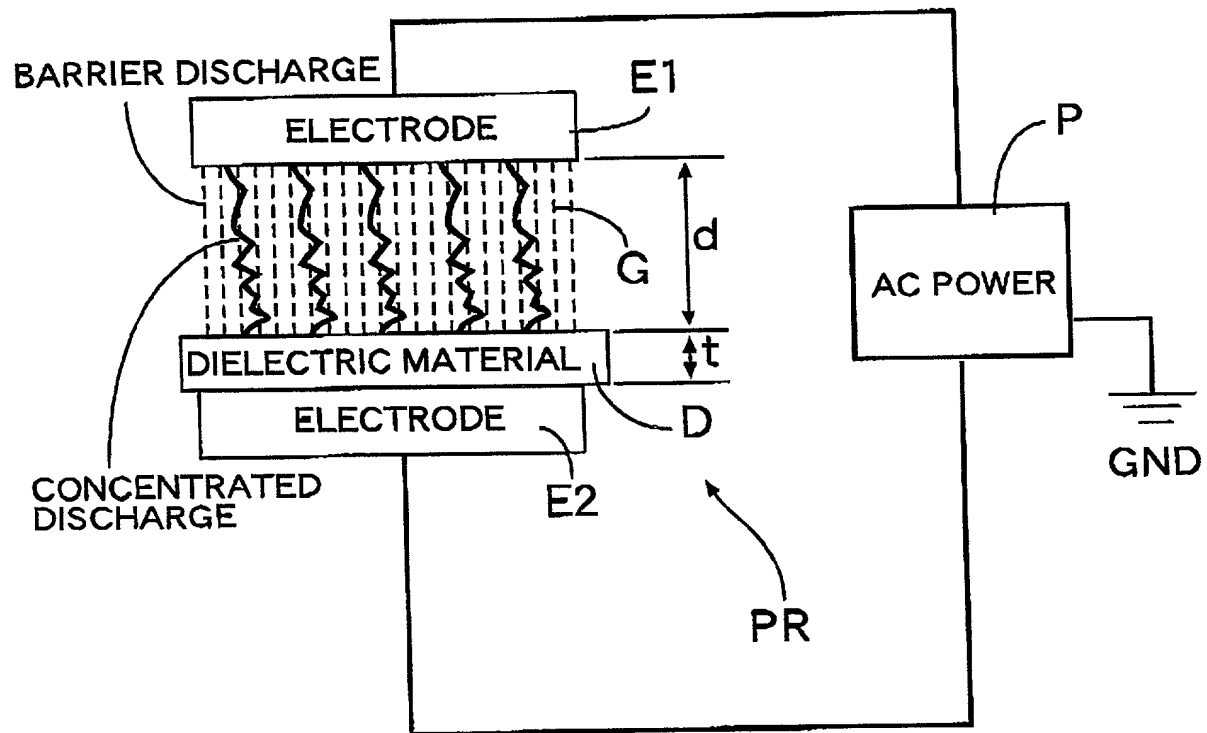 BARRIER DISCHARGE
E1
ELECTRODE
P
G
d
AC POWER
DIELECTRIC MATERIAL
t
ELECTRODE
D
GND
CONCENTRATED
DISCHARGE
E2
PR